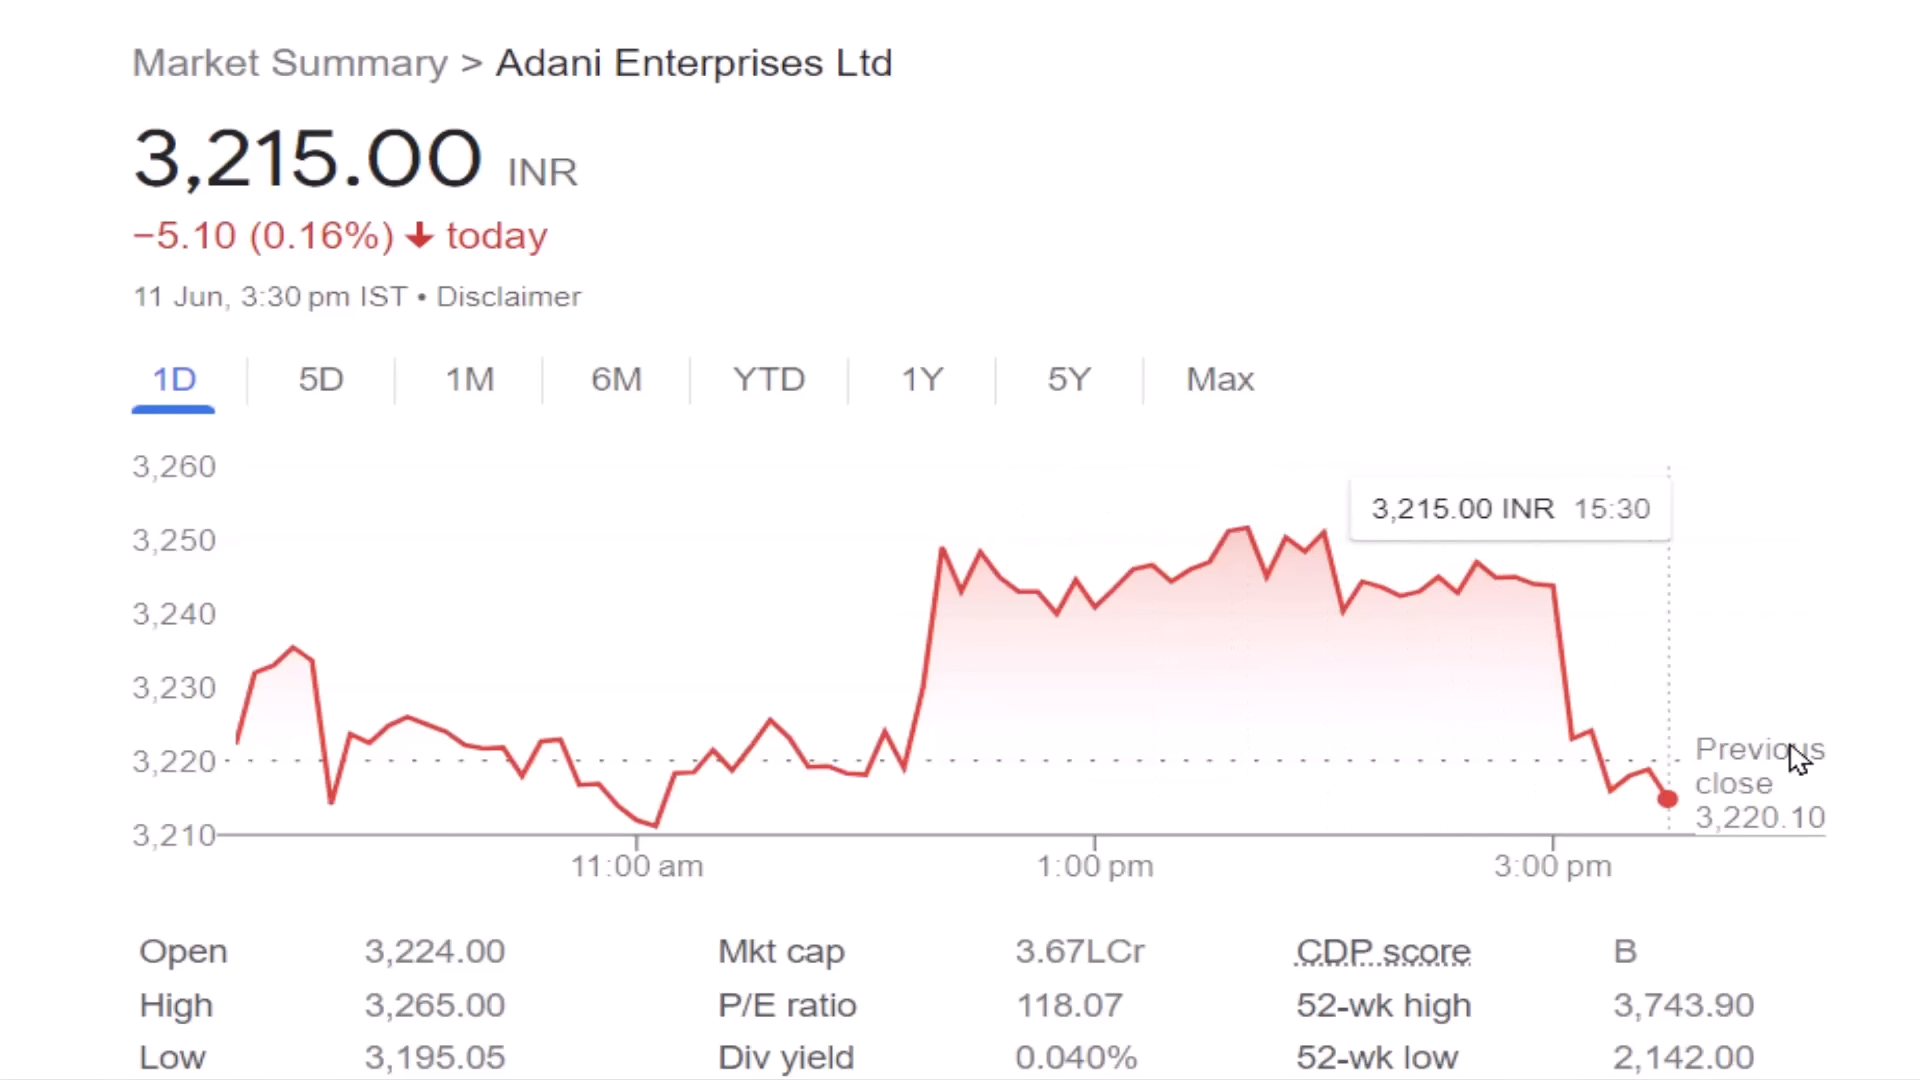 Market Summary > Adani Enterprises Ltd
3,215.00 INR
−5.10 (0.16%) ↓ today
11 Jun, 3:30 pm IST • Disclaimer
1D 5D 1M 6M YTD 1Y 5Y Max
3,260
3,215.00 INR 15:30
3,250
3,240
3,230
3,220
Previous
close
3,220.10
3,210
11:00 am 1:00 pm 3:00 pm
Open 3,224.00 Mkt cap 3.67LCr CDP score B
High 3,265.00 P/E ratio 118.07 52-wk high 3,743.90
Low 3,195.05 Div yield 0.040% 52-wk low 2,142.00